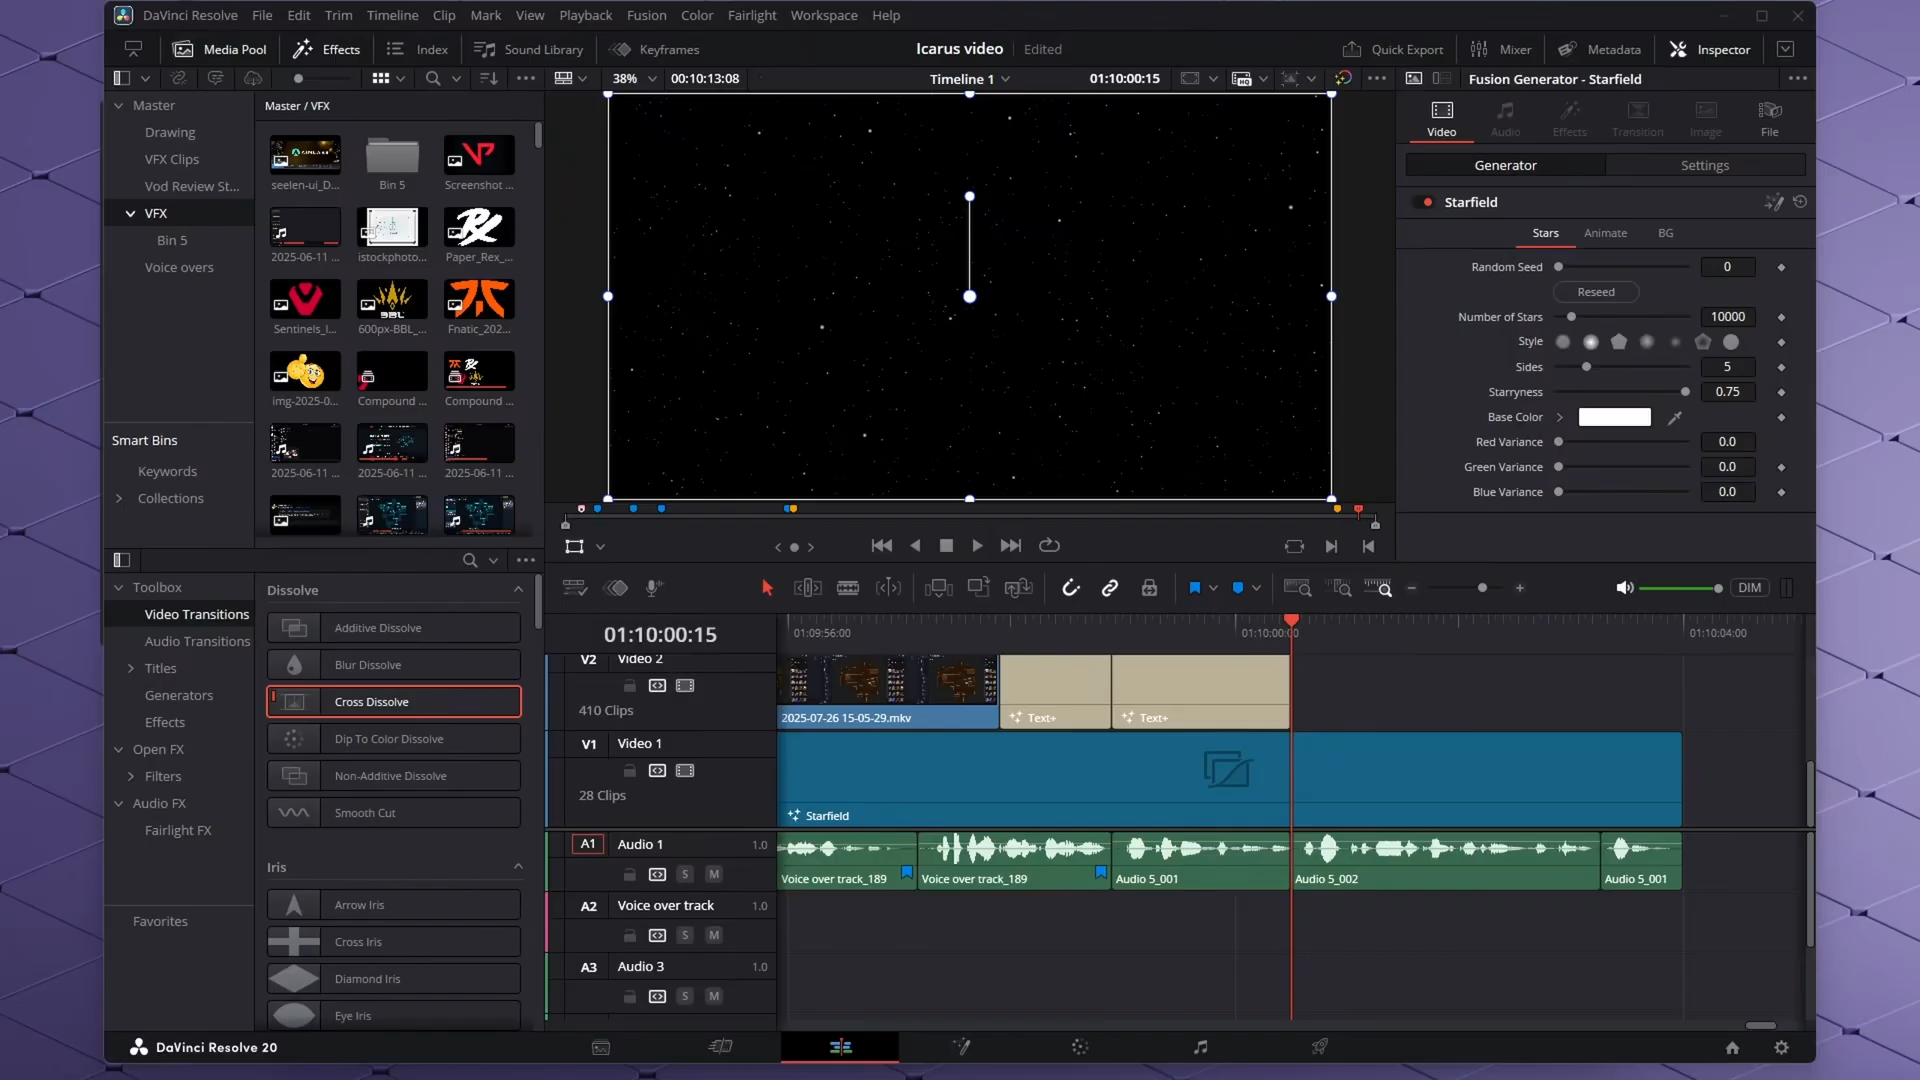 DaVinci Resolve File Edit Trim Timeline Clip Mark View Playback Fusion Color Fairlight Workspace Help
Media Pool Effects Index Sound Library Keyframes Icarus video Edited Quick Export Mixer Metadata Inspector
38% 00:10:13:08 Timeline 1 01:10:00:15 Fusion Generator - Starfield
Master
Drawing
VFX Clips
Vod Review St...
VFX
Bin 5
Voice overs
Smart Bins
Keywords
Collections
Master / VFX
seelen-ui_D... Bin 5 Screenshot ...
2025-06-11 ... istockphoto... Paper_Rex_...
Sentinels_l... 600px-BBL_... Fnatic_202...
img-2025-0... Compound ... Compound ...
2025-06-11 ... 2025-06-11 ... 2025-06-11 ...
Video Audio Effects Transition Image File
Generator Settings
Starfield
Stars Animate BG
Random Seed 0
Reseed
Number of Stars 10000
Style
Sides 5
Starryness 0.75
Base Color
Red Variance 0.0
Green Variance 0.0
Blue Variance 0.0
Toolbox
Video Transitions
Audio Transitions
Titles
Generators
Effects
Open FX
Filters
Audio FX
Fairlight FX
Favorites
Dissolve
Additive Dissolve
Blur Dissolve
Cross Dissolve
Dip To Color Dissolve
Non-Additive Dissolve
Smooth Cut
Iris
Arrow Iris
Cross Iris
Diamond Iris
Eye Iris
DIM
01:10:00:15 01:09:56:00 01:10:00:00 01:10:04:00
V2 Video 2
410 Clips
2025-07-26 15-05-29.mkv Text+ Text+
V1 Video 1
28 Clips
Starfield
A1 Audio 1 1.0
S M
Voice over track_189 Voice over track_189 Audio 5_001 Audio 5_002 Audio 5_001
A2 Voice over track 1.0
S M
A3 Audio 3 1.0
S M
DaVinci Resolve 20